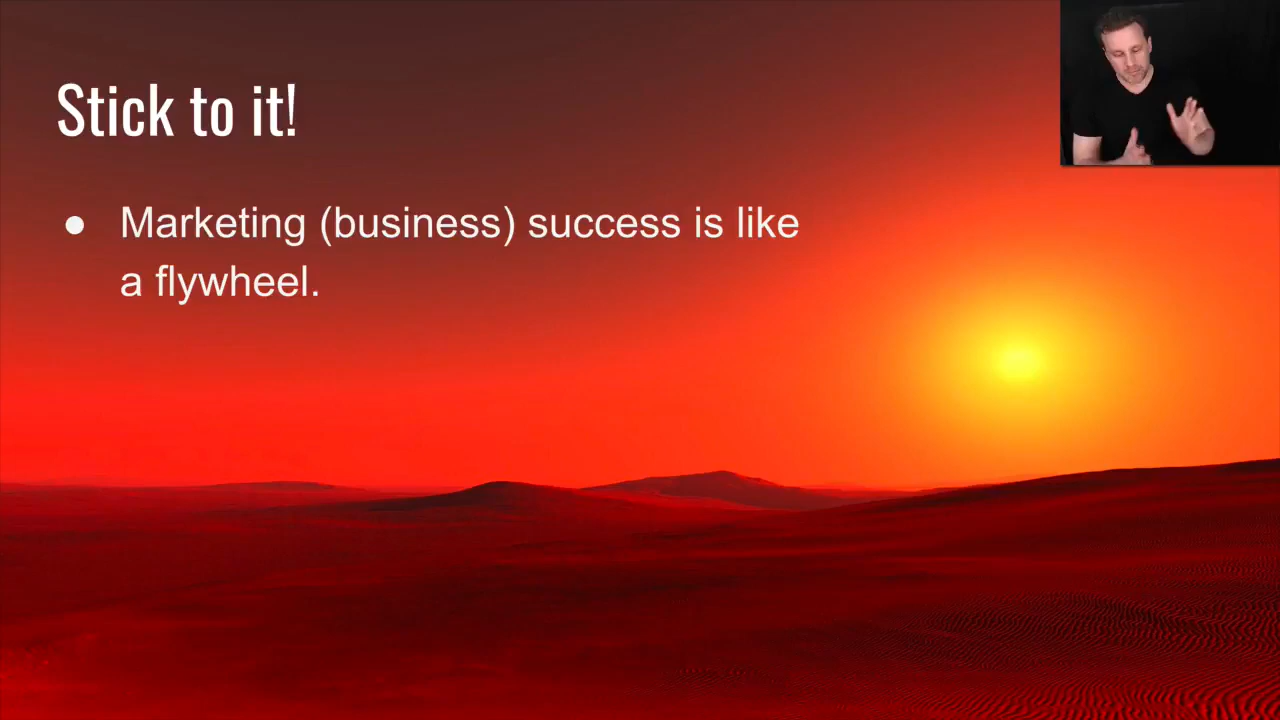 Stick to it!
● Marketing (business) success is like
a flywheel.